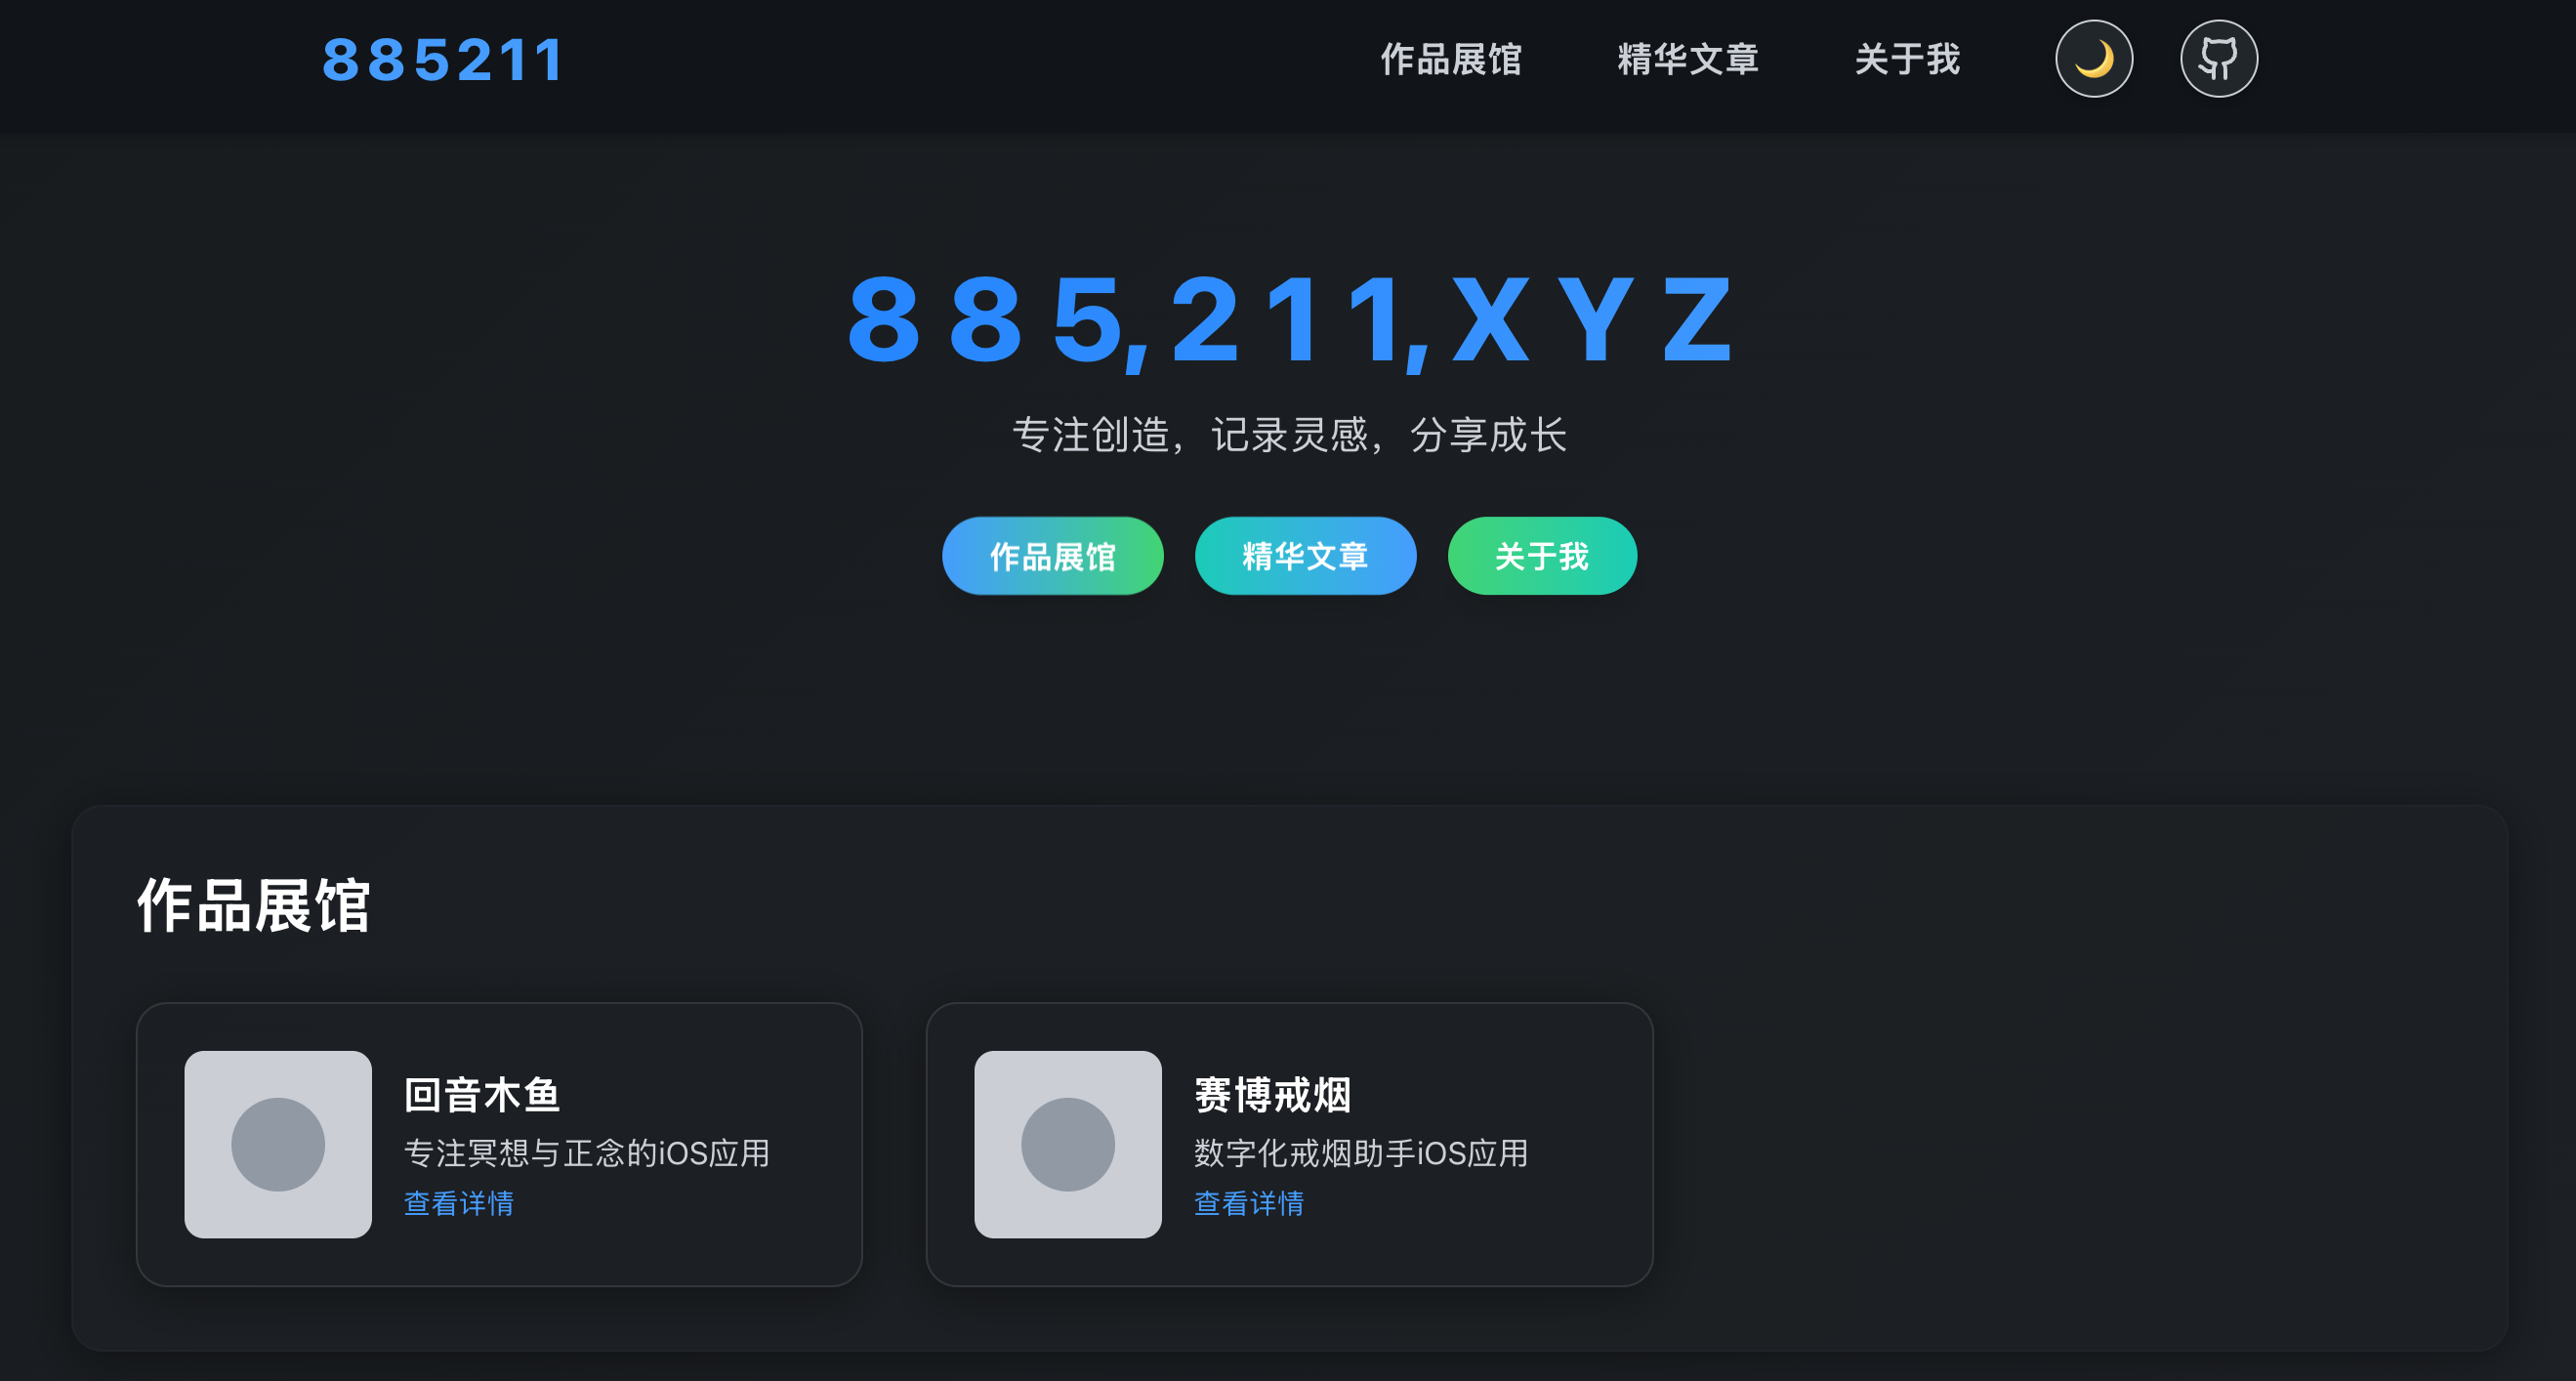 885211
作品展馆
精华文章
关于我
885,211,XYZ
专注创造，记录灵感，分享成长
作品展馆
精华文章
关于我
作品展馆
回音木鱼
专注冥想与正念的iOS应用
查看详情
赛博戒烟
数字化戒烟助手iOS应用
查看详情